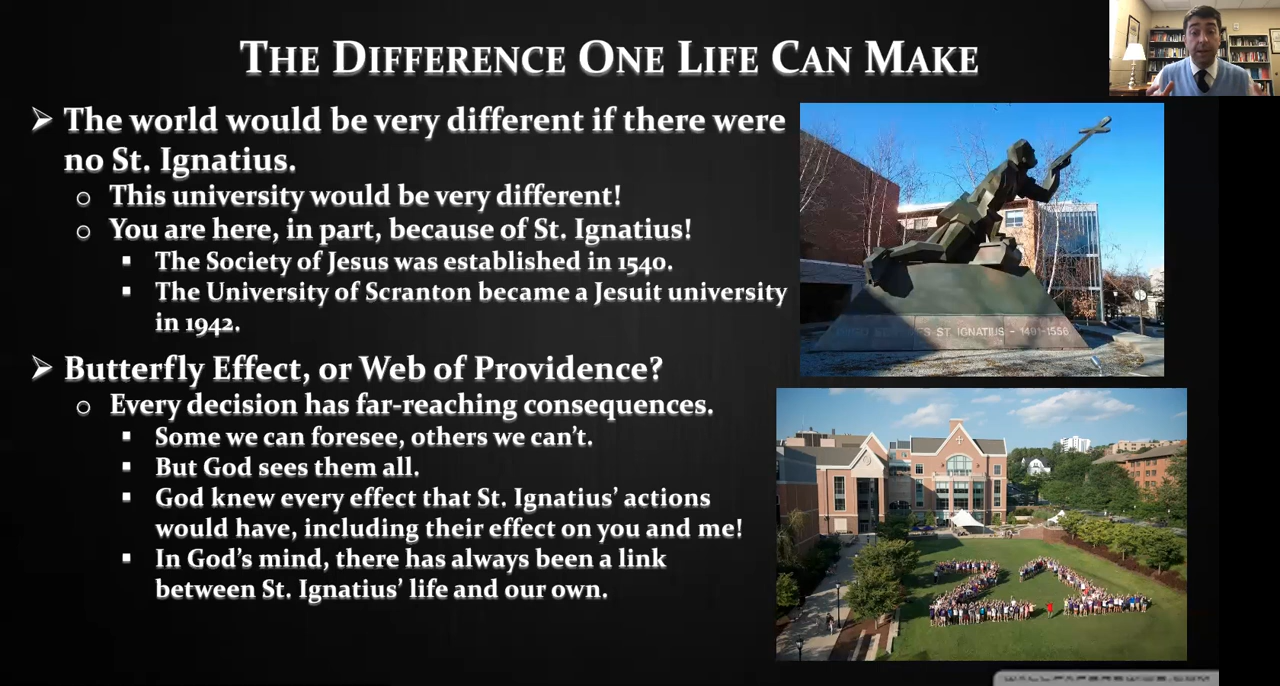 The Difference One Life Can Make
The world would be very different if there were
no St. Ignatius.
This university would be very different!
You are here, in part, because of St. Ignatius!
The Society of Jesus was established in 1540.
The University of Scranton became a Jesuit university
in 1942.
Butterfly Effect, or Web of Providence?
Every decision has far-reaching consequences.
Some we can foresee, others we can't.
But God sees them all.
God knew every effect that St. Ignatius' actions
would have, including their effect on you and me!
In God's mind, there has always been a link
between St. Ignatius' life and our own.
ST. IGNATIUS - 1491-1556